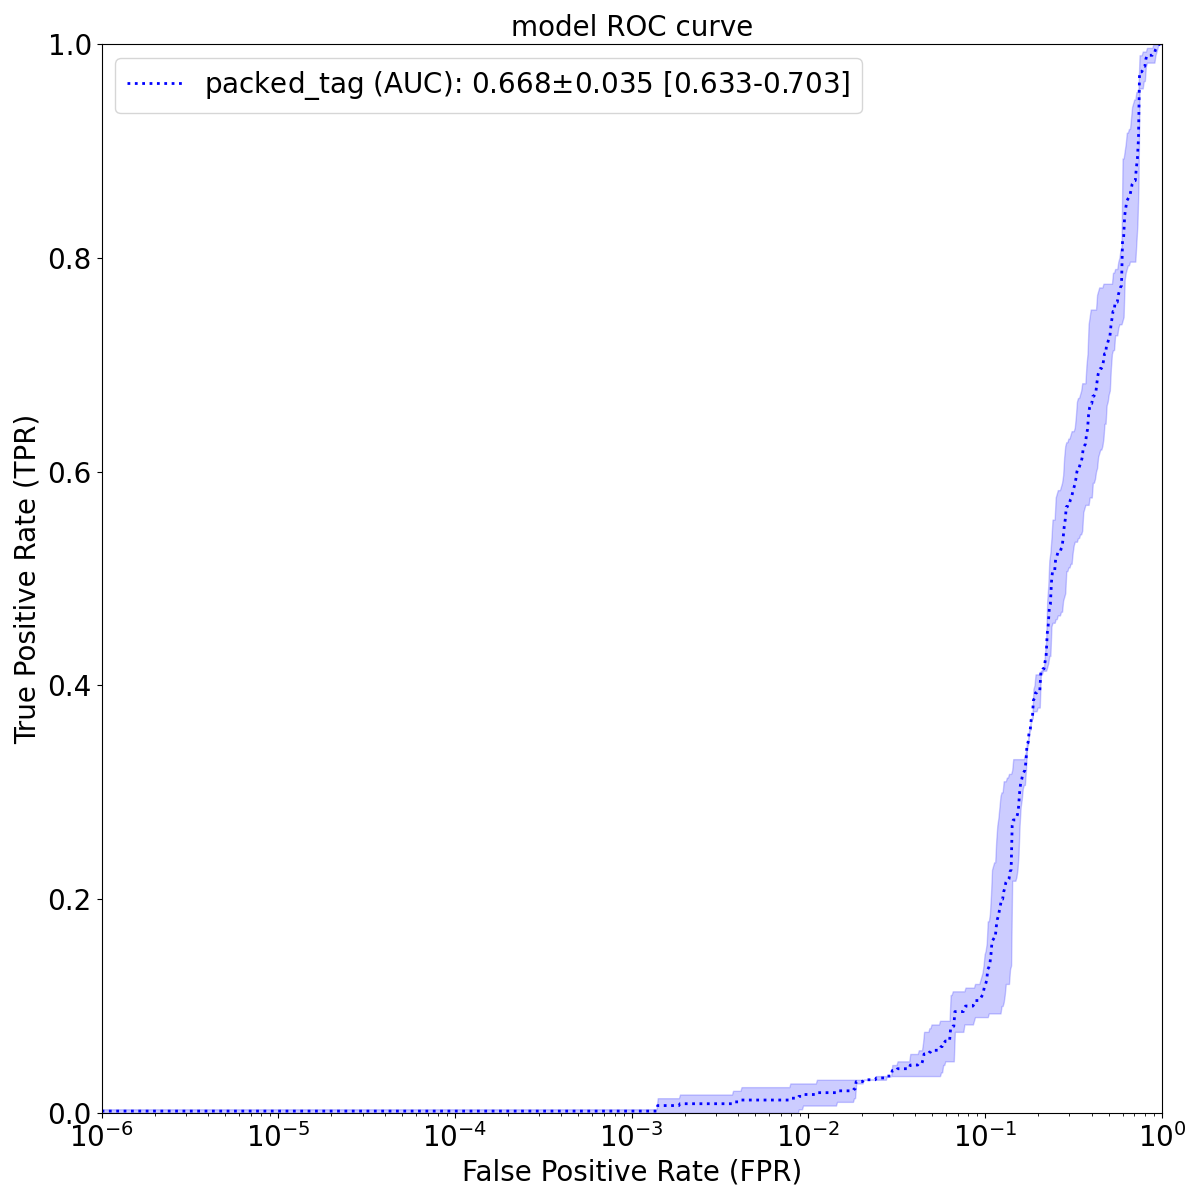 model ROC curve
packed_tag (AUC): 0.668±0.035 [0.633-0.703]
True Positive Rate (TPR)
1.0
0.8
0.6
0.4
0.2
0.0
10⁻⁶ 10⁻⁵ 10⁻⁴ 10⁻³ 10⁻² 10⁻¹ 10⁰
False Positive Rate (FPR)